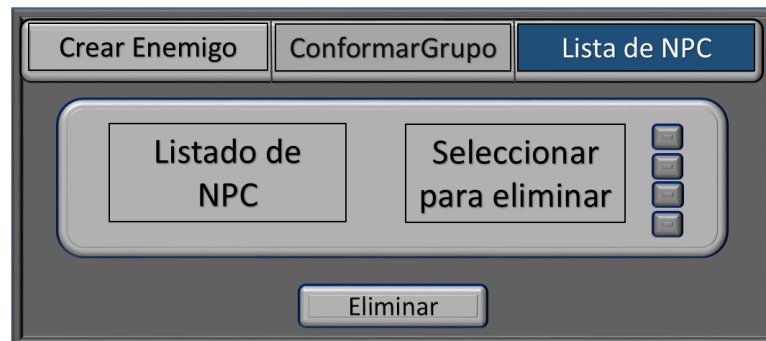 Crear Enemigo
ConformarGrupo
Lista de NPC
Listado de
NPC
Seleccionar
para eliminar
Eliminar